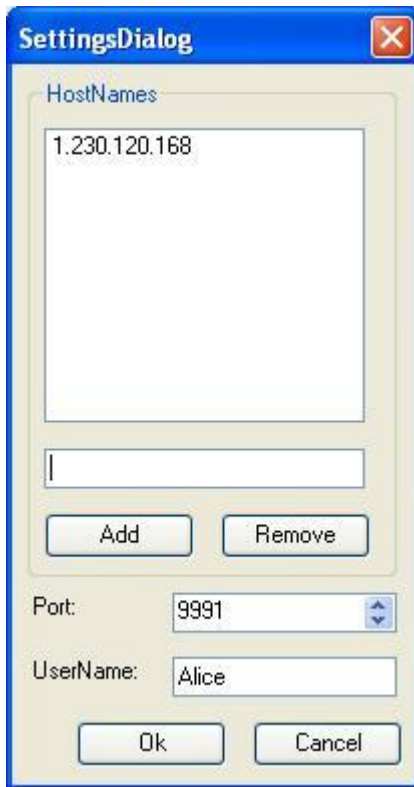 SettingsDialog
HostNames
1.230.120.168
Add Remove
Port: 9991
UserName: Alice
Ok Cancel